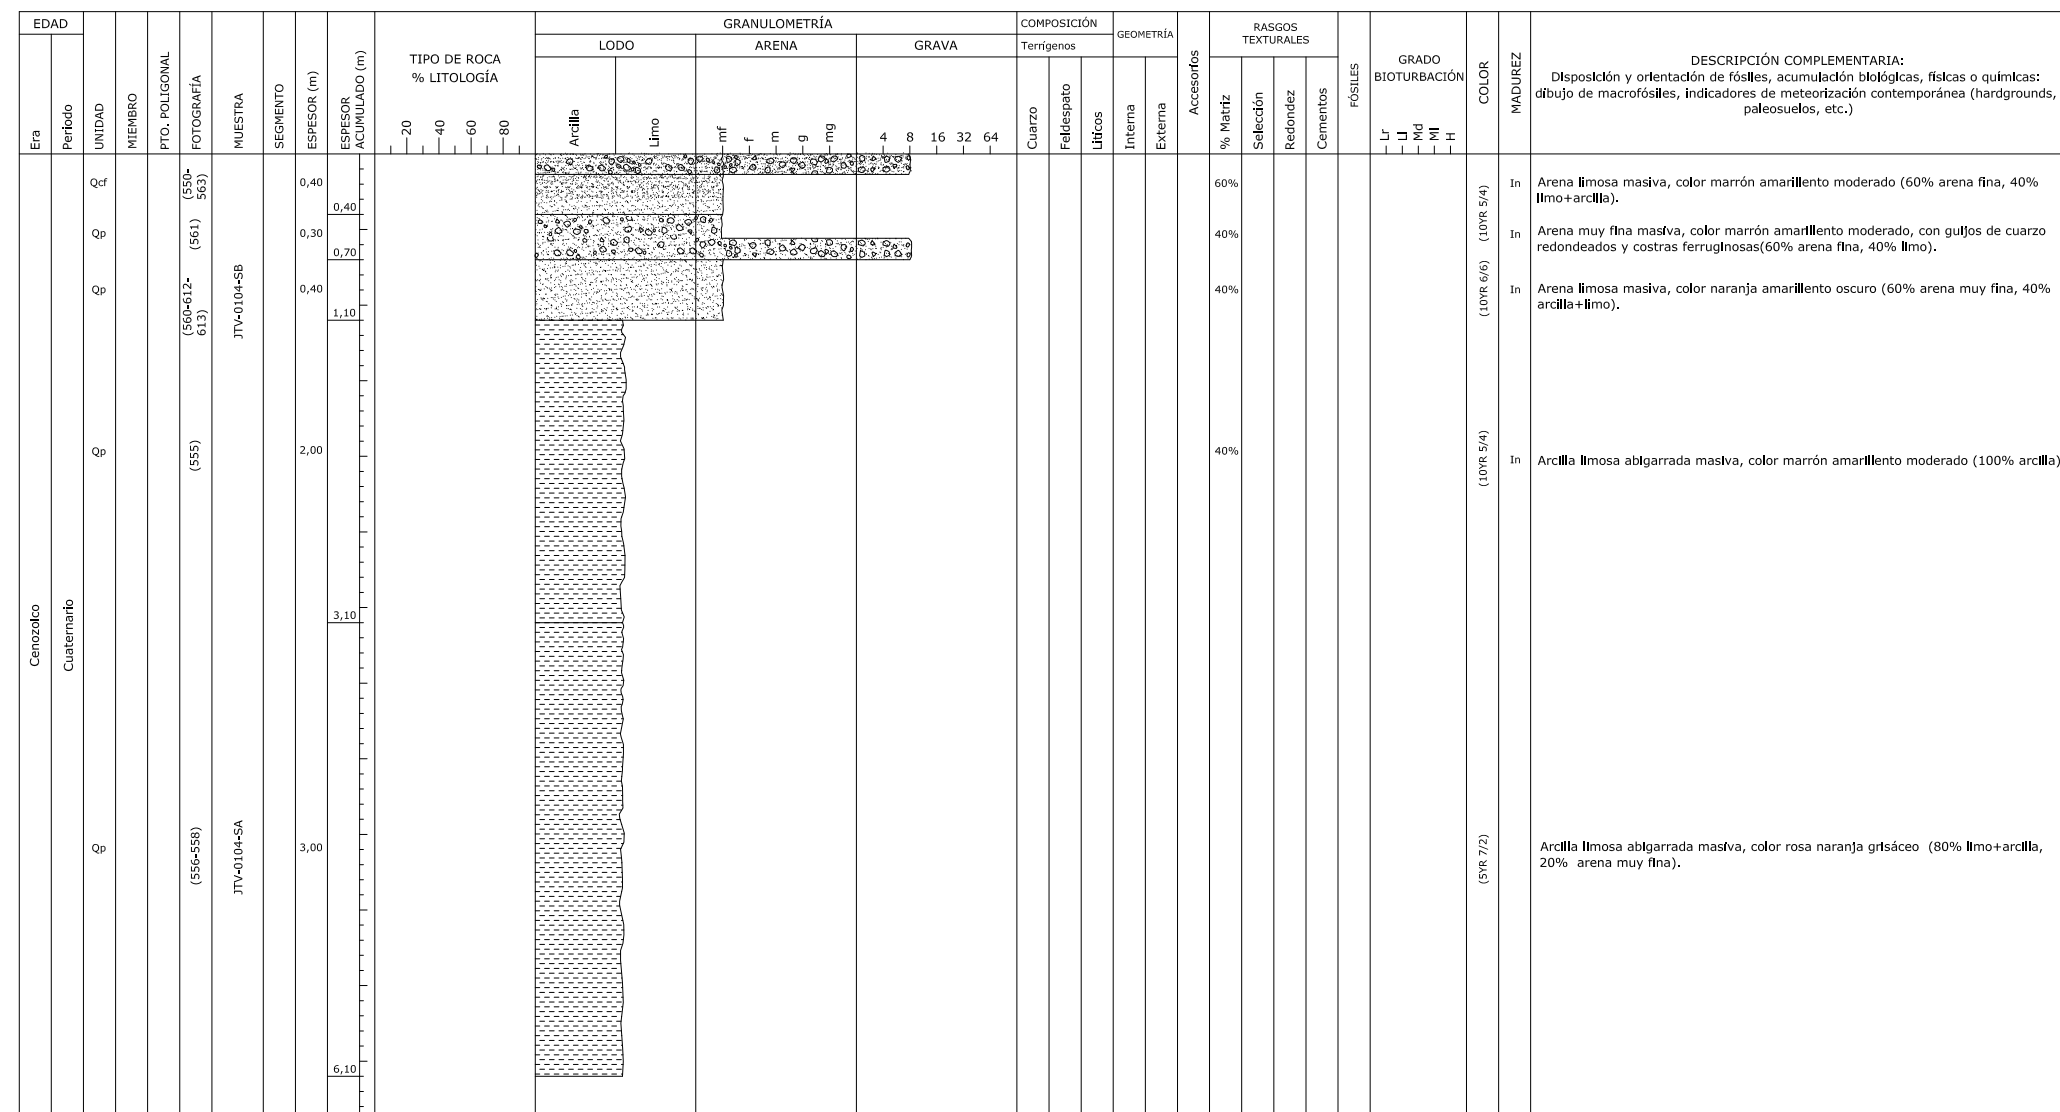 EDAD
Era
Periodo
UNIDAD
MIEMBRO
PTO. POLIGONAL
FOTOGRAFÍA
MUESTRA
SEGMENTO
ESPESOR (m)
ESPESOR
ACUMULADO (m)
TIPO DE ROCA
% LITOLOGÍA
20
40
60
80
GRANULOMETRÍA
LODO
ARENA
GRAVA
Arcilla
Limo
mf
f
m
g
mg
4 8 16 32 64
COMPOSICIÓN
Terrígenos
Cuarzo
Feldespato
Líticos
GEOMETRÍA
Interna
Externa
Accesorios
RASGOS
TEXTURALES
% Matriz
Selección
Redondez
Cementos
FÓSILES
GRADO
BIOTURBACIÓN
Lr
Ll
Md
Ml
H
COLOR
MADUREZ
DESCRIPCIÓN COMPLEMENTARIA:
Disposición y orientación de fósiles, acumulación biológicas, físicas o químicas:
dibujo de macrofósiles, indicadores de meteorización contemporánea (hardgrounds,
paleosuelos, etc.)
Cenozoico
Cuaternario
Qcf
(550-
563)
0,40
0,40
60%
(10YR 5/4)
In
Arena limosa masiva, color marrón amarillento moderado (60% arena fina, 40%
limo+arcilla).
Qp
(561)
0,30
0,70
40%
In
Arena muy fina masiva, color marrón amarillento moderado, con guijos de cuarzo
redondeados y costras ferruginosas(60% arena fina, 40% limo).
Qp
(560-612-
613)
JTV-0104-SB
0,40
1,10
40%
(10YR 6/6)
In
Arena limosa masiva, color naranja amarillento oscuro (60% arena muy fina, 40%
arcilla+limo).
Qp
(555)
2,00
3,10
40%
(10YR 5/4)
In
Arcilla limosa abigarrada masiva, color marrón amarillento moderado (100% arcilla)
Qp
(556-558)
JTV-0104-SA
3,00
6,10
(5YR 7/2)
Arcilla limosa abigarrada masiva, color rosa naranja grisáceo (80% limo+arcilla,
20% arena muy fina).